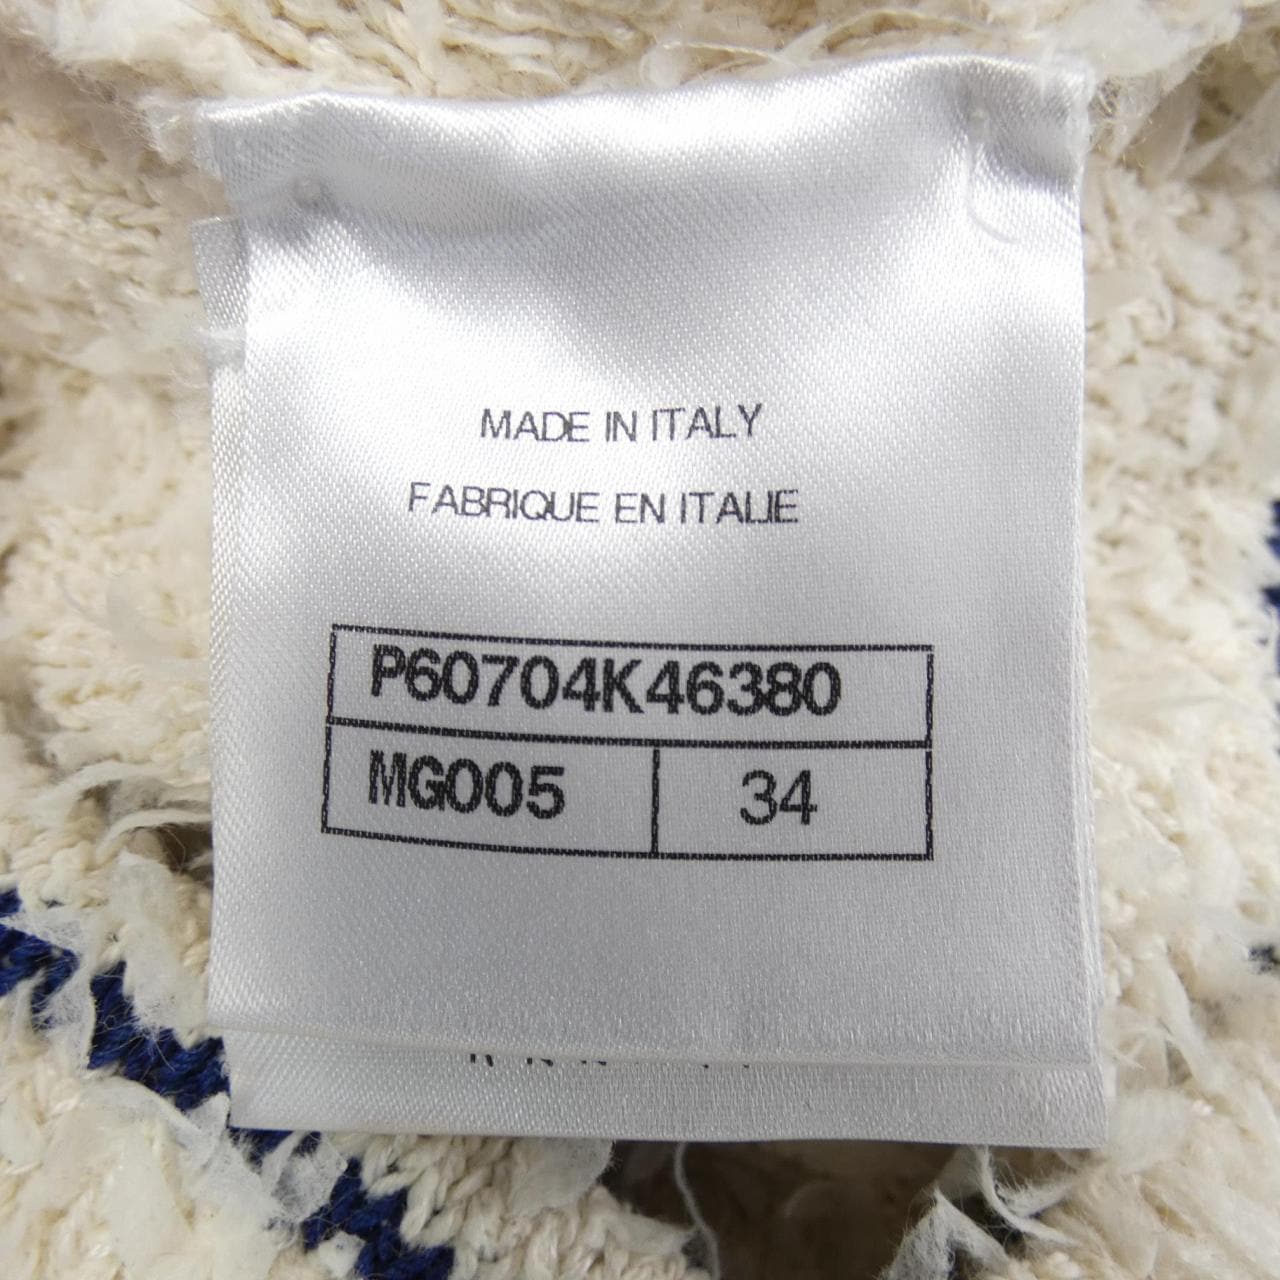 MADE IN ITALY
FABRIQUE EN ITALIE
P60704K46380
MG005 34